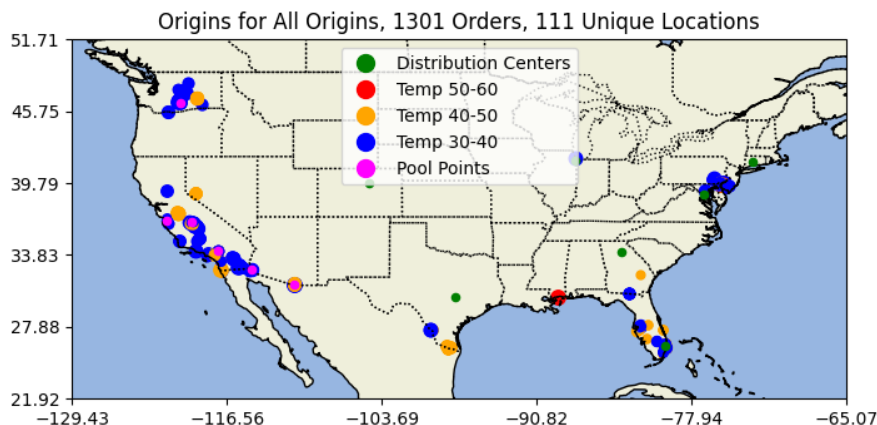 Origins for All Origins, 1301 Orders, 111 Unique Locations
51.71
45.75
39.79
33.83
27.88
21.92
Distribution Centers
Temp 50-60
Temp 40-50
Temp 30-40
Pool Points
−129.43 −116.56 −103.69 −90.82 −77.94 −65.07